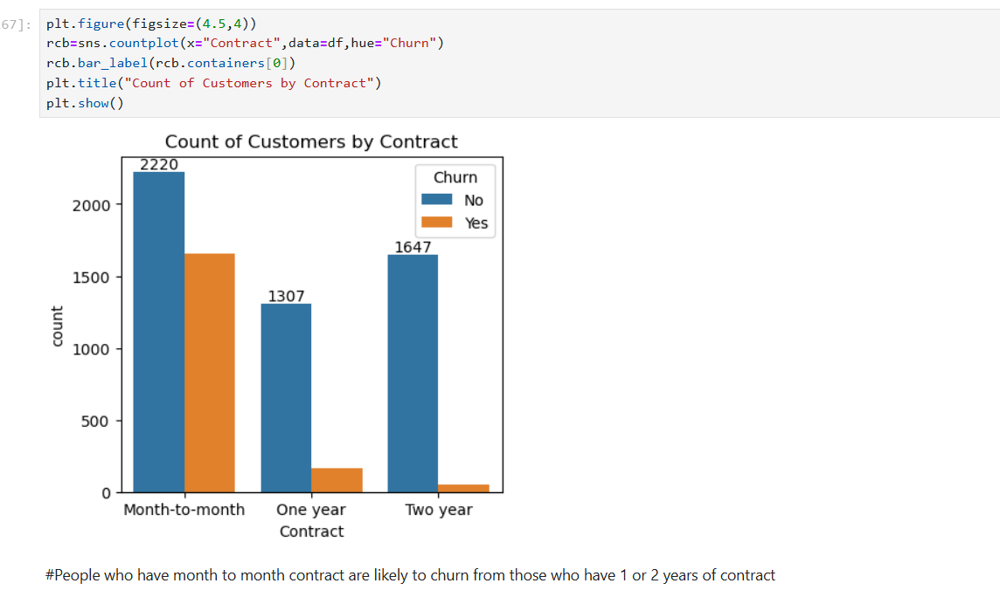 67]:
plt.figure(figsize=(4.5,4))
rcb=sns.countplot(x="Contract",data=df,hue="Churn")
rcb.bar_label(rcb.containers[0])
plt.title("Count of Customers by Contract")
plt.show()
Count of Customers by Contract
2220
Churn
No
Yes
2000
1647
1500
1307
count
1000
500
0
Month-to-month
One year
Two year
Contract
#People who have month to month contract are likely to churn from those who have 1 or 2 years of contract